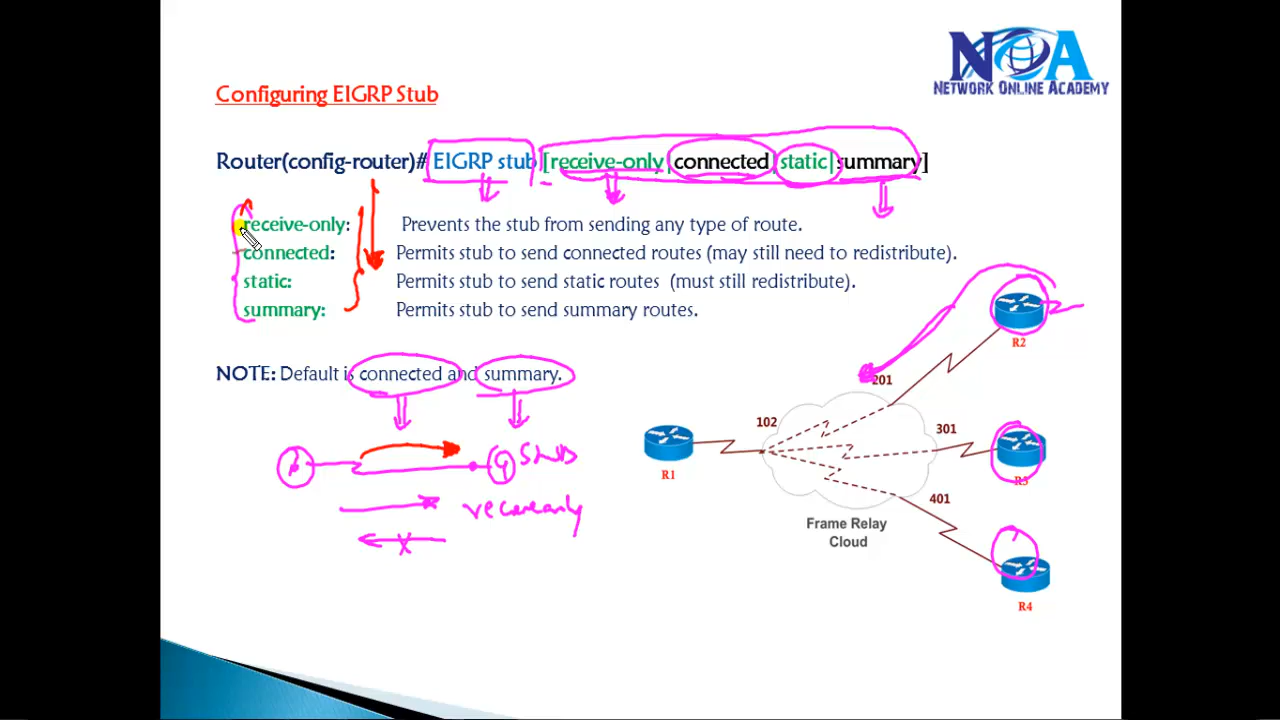 NOA
NETWORK ONLINE ACADEMY
Configuring EIGRP Stub
Router(config-router)# EIGRP stub [receive-only|connected|static|summary]
receive-only: Prevents the stub from sending any type of route.
connected: Permits stub to send connected routes (may still need to redistribute).
static: Permits stub to send static routes (must still redistribute).
summary: Permits stub to send summary routes.
NOTE: Default is connected and summary.
R2
201
102
301
R1
R3
401
Frame Relay
Cloud
R4
Stub